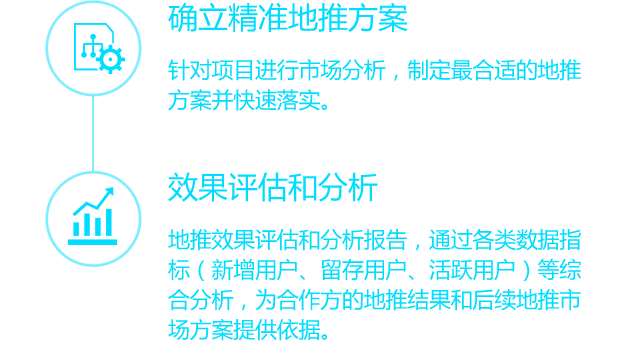 确立精准地推方案
针对项目进行市场分析，制定最合适的地推
方案并快速落实。
效果评估和分析
地推效果评估和分析报告，通过各类数据指
标（新增用户、留存用户、活跃用户）等综
合分析，为合作方的地推结果和后续地推市
场方案提供依据。